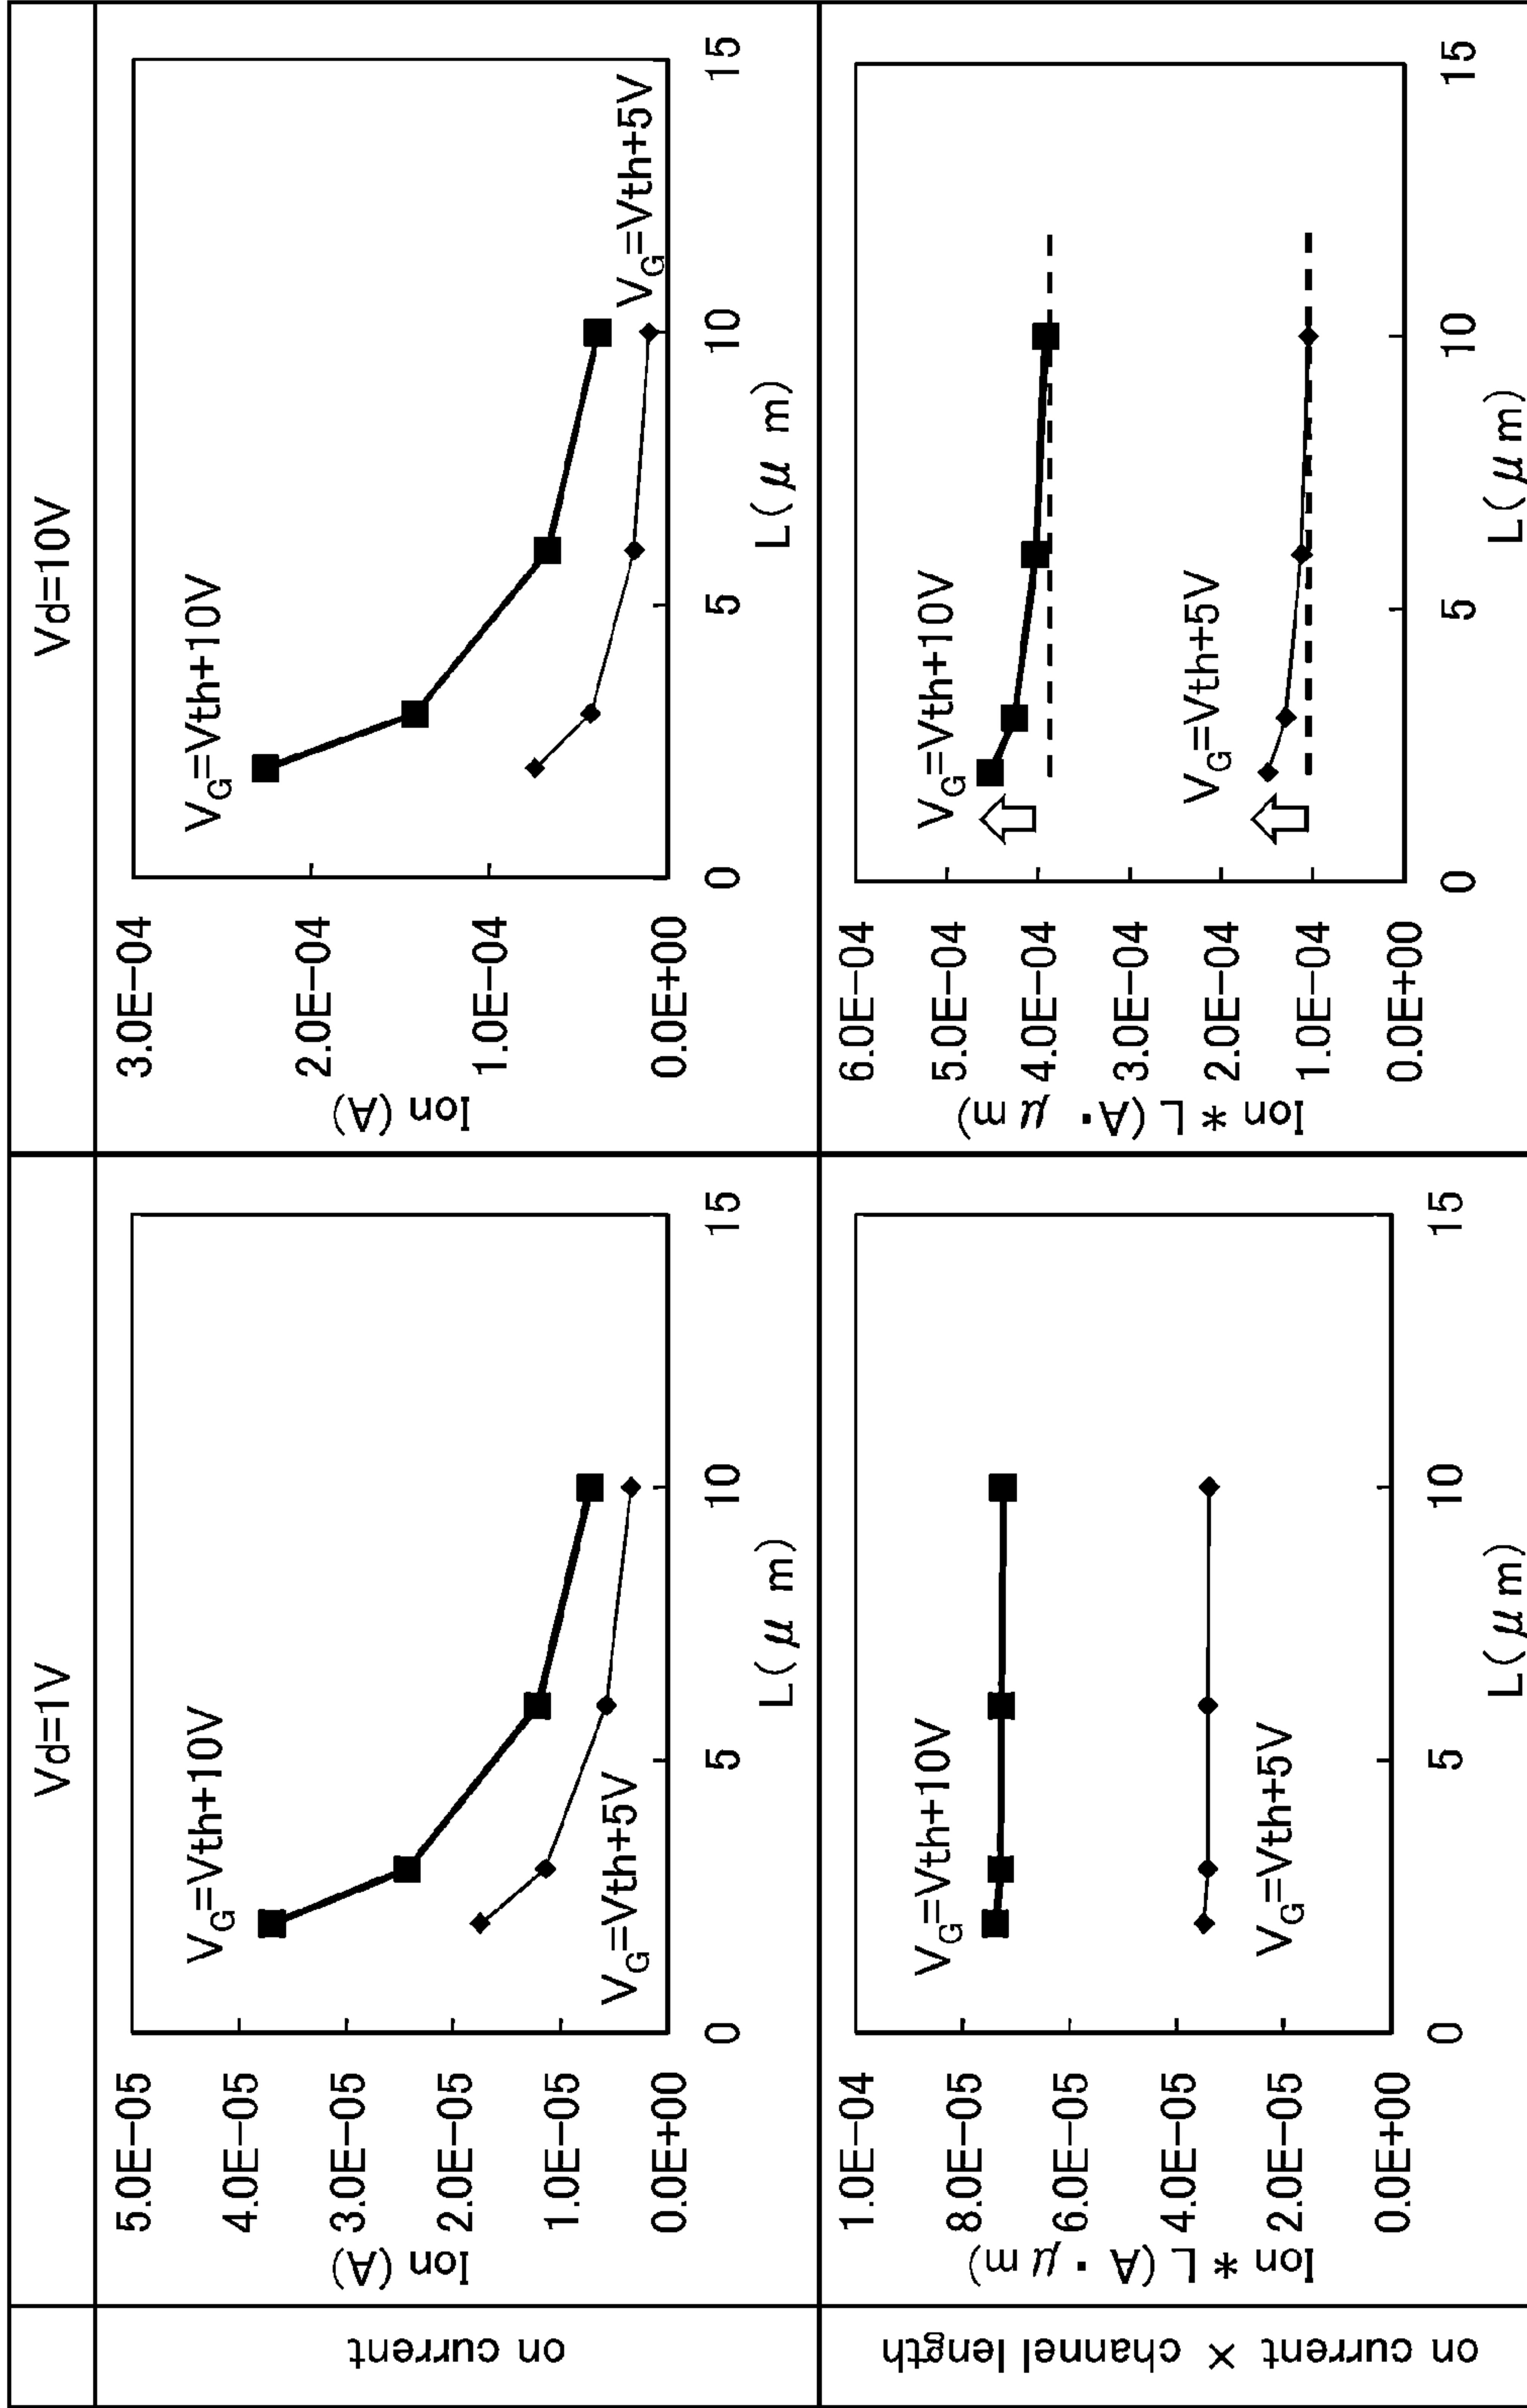 Vd=1V
Vd=10V
on current
Ion (A)
5.0E-05
4.0E-05
3.0E-05
2.0E-05
1.0E-05
0.0E+00
VG=Vth+10V
VG=Vth+5V
0
5
10
15
L(μm)
Ion (A)
3.0E-04
2.0E-04
1.0E-04
0.0E+00
VG=Vth+10V
VG=Vth+5V
0
5
10
15
L(μm)
on current × channel length
Ion * L(A・μm)
1.0E-04
8.0E-05
6.0E-05
4.0E-05
2.0E-05
0.0E+00
VG=Vth+10V
VG=Vth+5V
0
5
10
15
L(μm)
Ion * L(A・μm)
6.0E-04
5.0E-04
4.0E-04
3.0E-04
2.0E-04
1.0E-04
0.0E+00
VG=Vth+10V
VG=Vth+5V
0
5
10
15
L(μm)